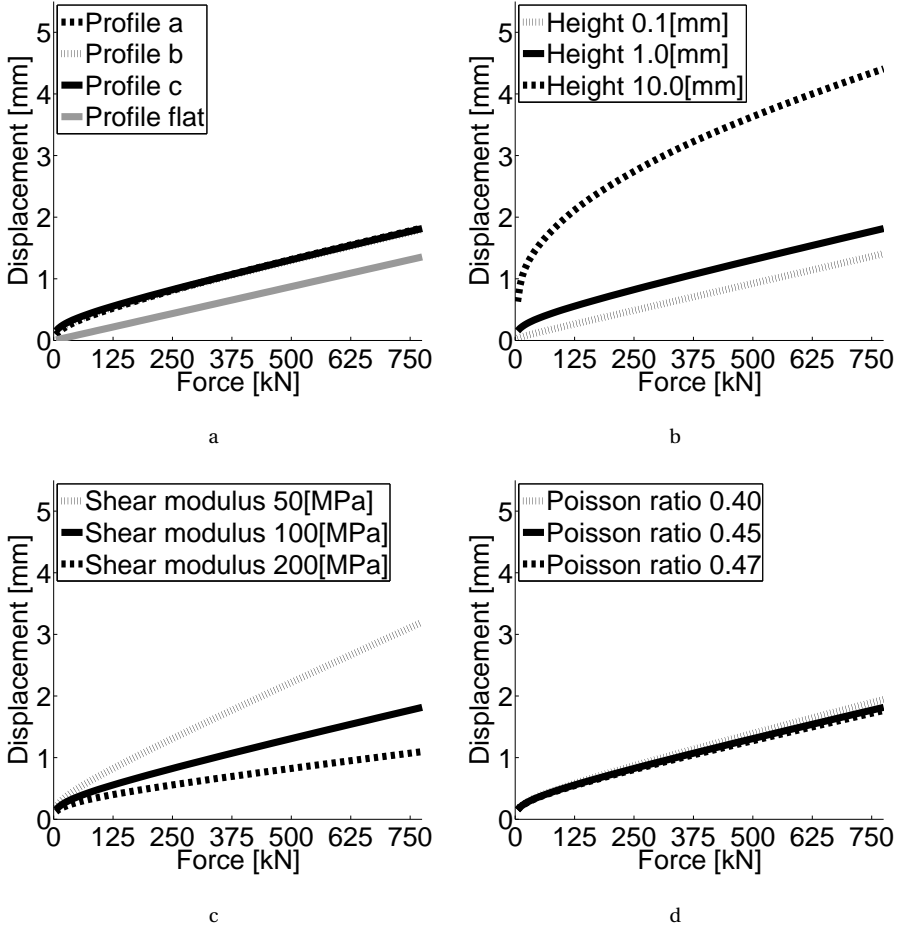 Profile a
Profile b
Profile c
Profile flat
Displacement [mm]
5
4
3
2
1
0
0 125 250 375 500 625 750
Force [kN]
a
Height 0.1[mm]
Height 1.0[mm]
Height 10.0[mm]
Displacement [mm]
5
4
3
2
1
0
0 125 250 375 500 625 750
Force [kN]
b
Shear modulus 50[MPa]
Shear modulus 100[MPa]
Shear modulus 200[MPa]
Displacement [mm]
5
4
3
2
1
0
0 125 250 375 500 625 750
Force [kN]
c
Poisson ratio 0.40
Poisson ratio 0.45
Poisson ratio 0.47
Displacement [mm]
5
4
3
2
1
0
0 125 250 375 500 625 750
Force [kN]
d